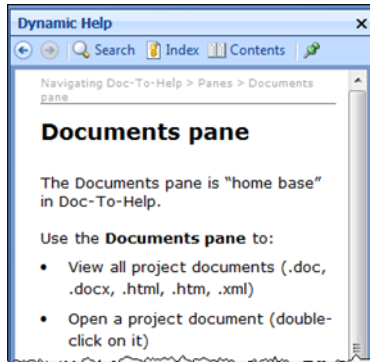 Dynamic Help
Search Index Contents
Navigating Doc-To-Help > Panes > Documents
pane
Documents pane
The Documents pane is “home base”
in Doc-To-Help.
Use the Documents pane to:
• View all project documents (.doc,
.docx, .html, .htm, .xml)
• Open a project document (double-
click on it)